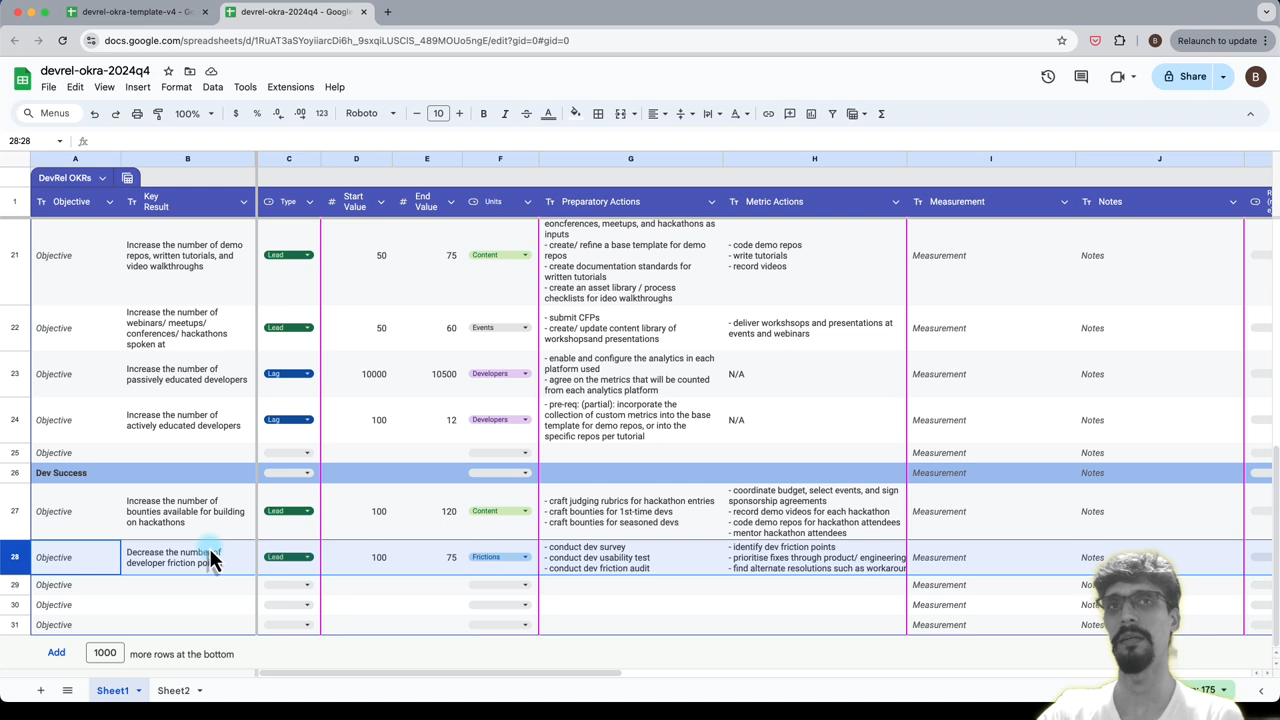 devrel-okra-template-v4 - Goo
devrel-okra-2024q4 - Google
docs.google.com/spreadsheets/d/1RuAT3aSYoyiiarcDi6h_9sxqiLUSCIS_489MOUo5ngE/edit?gid=0#gid=0
B
Relaunch to update
devrel-okra-2024q4
File Edit View Insert Format Data Tools Extensions Help
Share
B
Menus
100%
$ % .0 .00 123
Roboto
10
28:28
A B C D E F G H I J
DevRel OKRs
1
Objective
Key
Result
Type
Start
Value
End
Value
Units
Preparatory Actions
Metric Actions
Measurement
Notes
21
Objective
Increase the number of demo
repos, written tutorials, and
video walkthroughs
Lead
50
75
Content
eoncferences, meetups, and hackathons as
inputs
- create/ refine a base template for demo
repos
- create documentation standards for
written tutorials
- create an asset library / process
checklists for ideo walkthroughs
- code demo repos
- write tutorials
- record videos
Measurement
Notes
22
Objective
Increase the number of
webinars/ meetups/
conferences/ hackathons
spoken at
Lead
50
60
Events
- submit CFPs
- create/ update content library of
workshopsand presentations
- deliver workshsops and presentations at
events and webinars
Measurement
Notes
23
Objective
Increase the number of
passively educated developers
Lag
10000
10500
Developers
- enable and configure the analytics in each
platform used
- agree on the metrics that will be counted
from each analytics platform
N/A
Measurement
Notes
24
Objective
Increase the number of
actively educated developers
Lag
100
12
Developers
- pre-req: (partial): incorporate the
collection of custom metrics into the base
template for demo repos, or into the
specific repos per tutorial
N/A
Measurement
Notes
25
Objective
Measurement
Notes
26
Dev Success
Measurement
Notes
27
Objective
Increase the number of
bounties available for building
on hackathons
Lead
100
120
Content
- craft judging rubrics for hackathon entries
- craft bounties for 1st-time devs
- craft bounties for seasoned devs
- coordinate budget, select events, and sign
sponsorship agreements
- record demo videos for each hackathon
- code demo repos for hackathon attendees
- mentor hackathon attendees
Measurement
Notes
28
Objective
Decrease the number of
developer friction
Lead
100
75
Frictions
- conduct dev survey
- conduct dev usability test
- conduct dev friction audit
- identify dev friction points
- prioritise fixes through product/ engineering
- find alternate resolutions such as workarour
Measurement
Notes
29
Objective
Measurement
Notes
30
Objective
Measurement
Notes
31
Objective
Measurement
Notes
Add
1000
more rows at the bottom
Sheet1
Sheet2
175